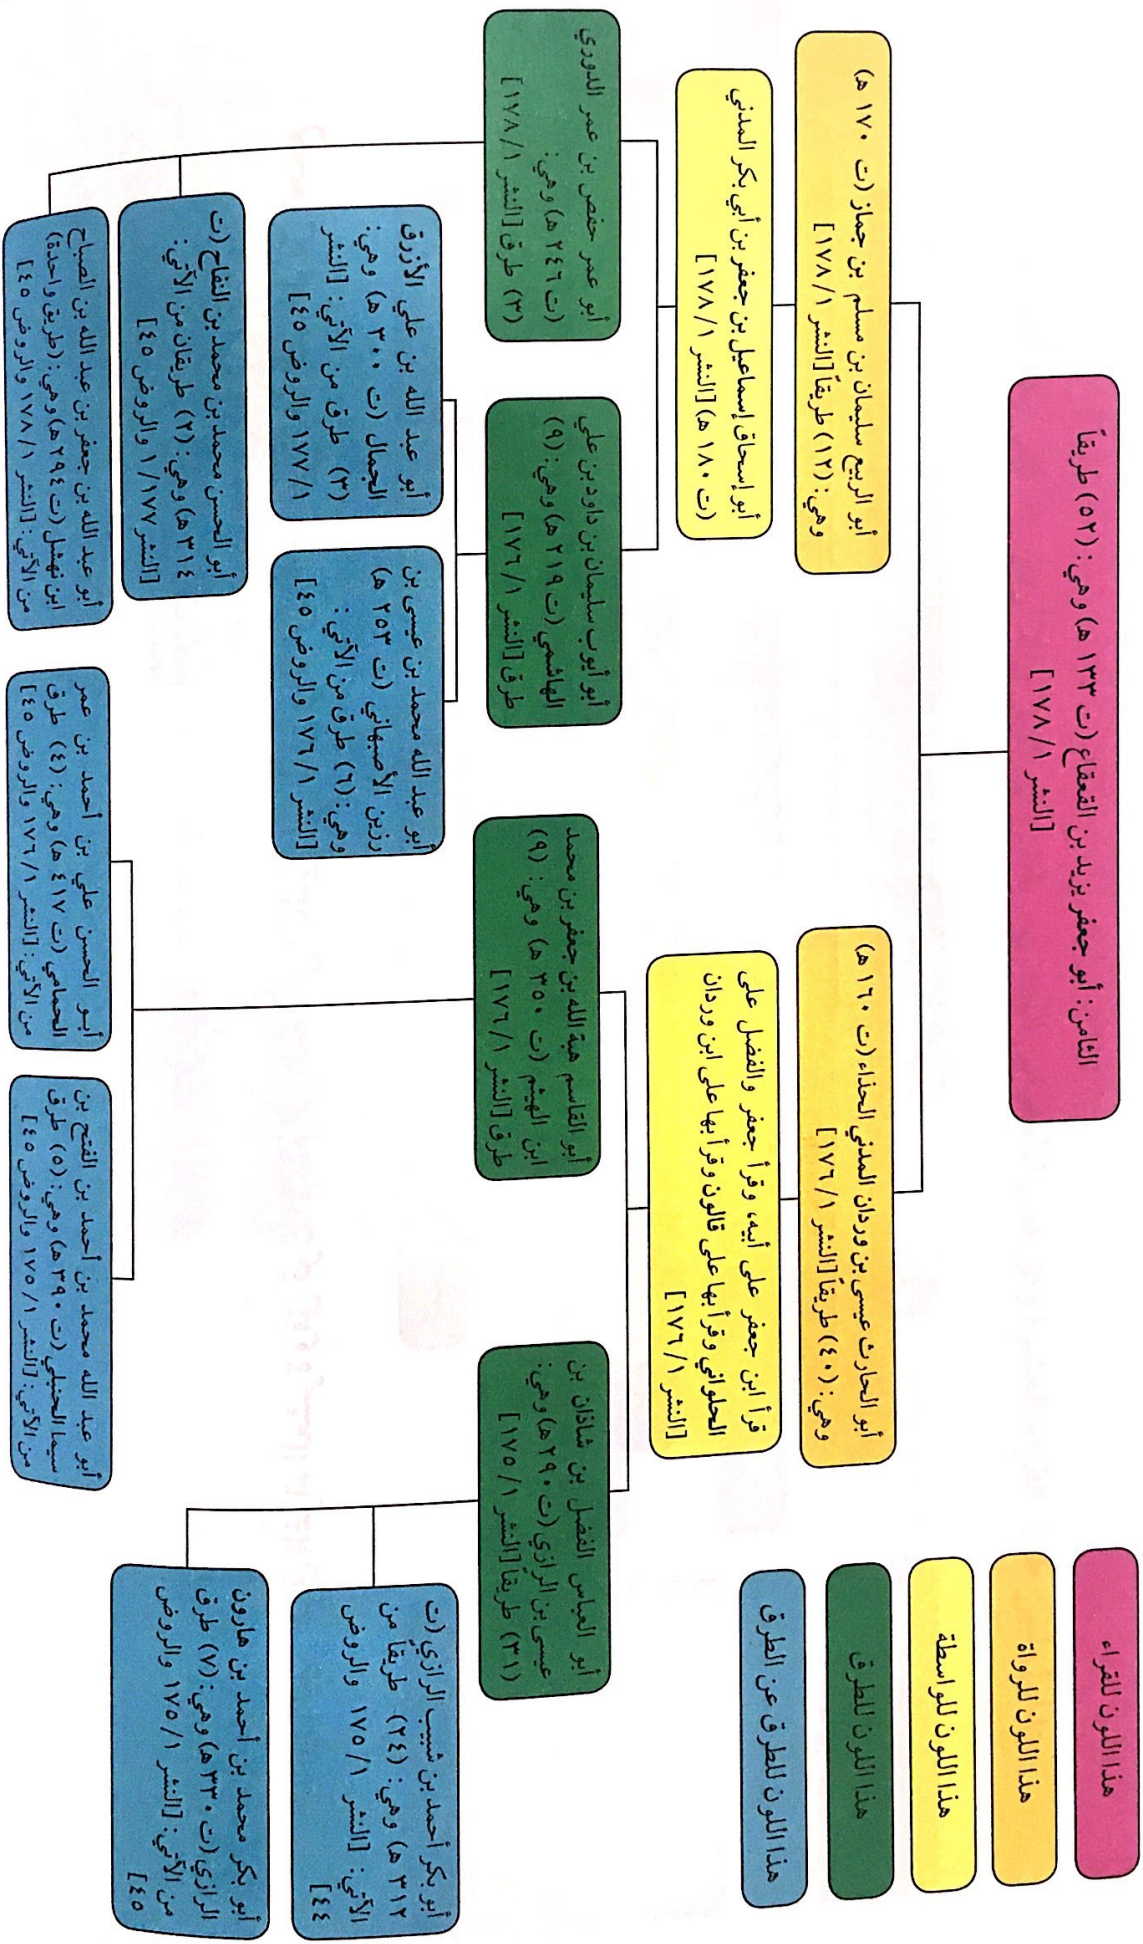 الثامن: أبو جعفر يزيد بن القعقاع (ت ١٣٣ هـ) وهي: (٥٢) طريقاً
[النشر ١/ ١٧٨]
أبو الحارث عيسى بن وردان المدني الحذاء (ت ١٦٠ هـ)
وهي: (٤٠) طريقاً [النشر ١/ ١٧٦]
أبو الربيع سليمان بن مسلم بن جماز (ت ١٧٠ هـ)
وهي: (١٢) طريقاً [النشر ١/ ١٧٨]
قرأ ابن جعفر على أبيه، وقرأ جعفر والفضل على
الحلواني وقرأ بها على قالون وقرأ بها على ابن وردان
[النشر ١/ ١٧٦]
أبو إسحاق إسماعيل بن جعفر بن أبي بكر المدني
(ت ١٨٠ هـ) [النشر ١/ ١٧٨]
أبو العباس الفضل بن شاذان بن
عيسى بن الرازي (ت ٢٩٠ هـ) وهي:
(٣١) طريقاً [النشر ١/ ١٧٥]
أبو القاسم هبة الله بن جعفر بن محمد
ابن الهيثم (ت ٣٥٠ هـ) وهي: (٩)
طرق [النشر ١/ ١٧٦]
أبو أيوب سليمان بن داود بن علي
الهاشمي (ت ٢١٩ هـ) وهي: (٩)
طرق [النشر ١/ ١٧٦]
أبو عمر حفص بن عمر الدوري
(ت ٢٤٦ هـ) وهي:
(٣) طرق [النشر ١/ ١٧٨]
أبو بكر أحمد بن شبيب الرازي (ت
٣١٢ هـ) وهي: (٢٤) طريقاً من
الآتي: [النشر ١/ ١٧٥ والروض
٤٤]
أبو بكر محمد بن أحمد بن هارون
الرازي (ت ٣٣٠ هـ) وهي: (٧) طرق
من الآتي: [النشر ١/ ١٧٥ والروض
٤٥]
أبو عبد الله محمد بن أحمد بن الفتح بن
سيما الحنبلي (ت ٣٩٠ هـ) وهي: (٥) طرق
من الآتي: [النشر ١/ ١٧٥ والروض ٤٥]
أبو الحسن علي بن أحمد بن عمر
الحمامي (ت ٤١٧ هـ) وهي: (٤) طرق
من الآتي: [النشر ١/ ١٧٦ والروض ٤٥]
أبو عبد الله محمد بن عيسى بن
رزين الأصبهاني (ت ٢٥٣ هـ)
وهي: (٦) طرق من الآتي:
[النشر ١/ ١٧٦ والروض ٤٥]
أبو عبد الله بن علي الأزرق
الجمال (ت ٣٠٠ هـ) وهي:
(٣) طرق من الآتي: [النشر
١/ ١٧٧ والروض ٤٥]
أبو الحسن محمد بن محمد بن النفاح (ت
٣١٤ هـ) وهي: (٢) طريقان من الآتي:
[النشر ١/ ١٧٧ والروض ٤٥]
أبو عبد الله جعفر بن عبد الله بن الصباح
ابن نهشل (ت ٢٩٤ هـ) وهي: (طريق واحدة)
من الآتي: [النشر ١/ ١٧٨ والروض ٤٥]
هذا اللون للقراء
هذا اللون للرواة
هذا اللون للواسطة
هذا اللون للطرق
هذا اللون للطرق عن الطرق